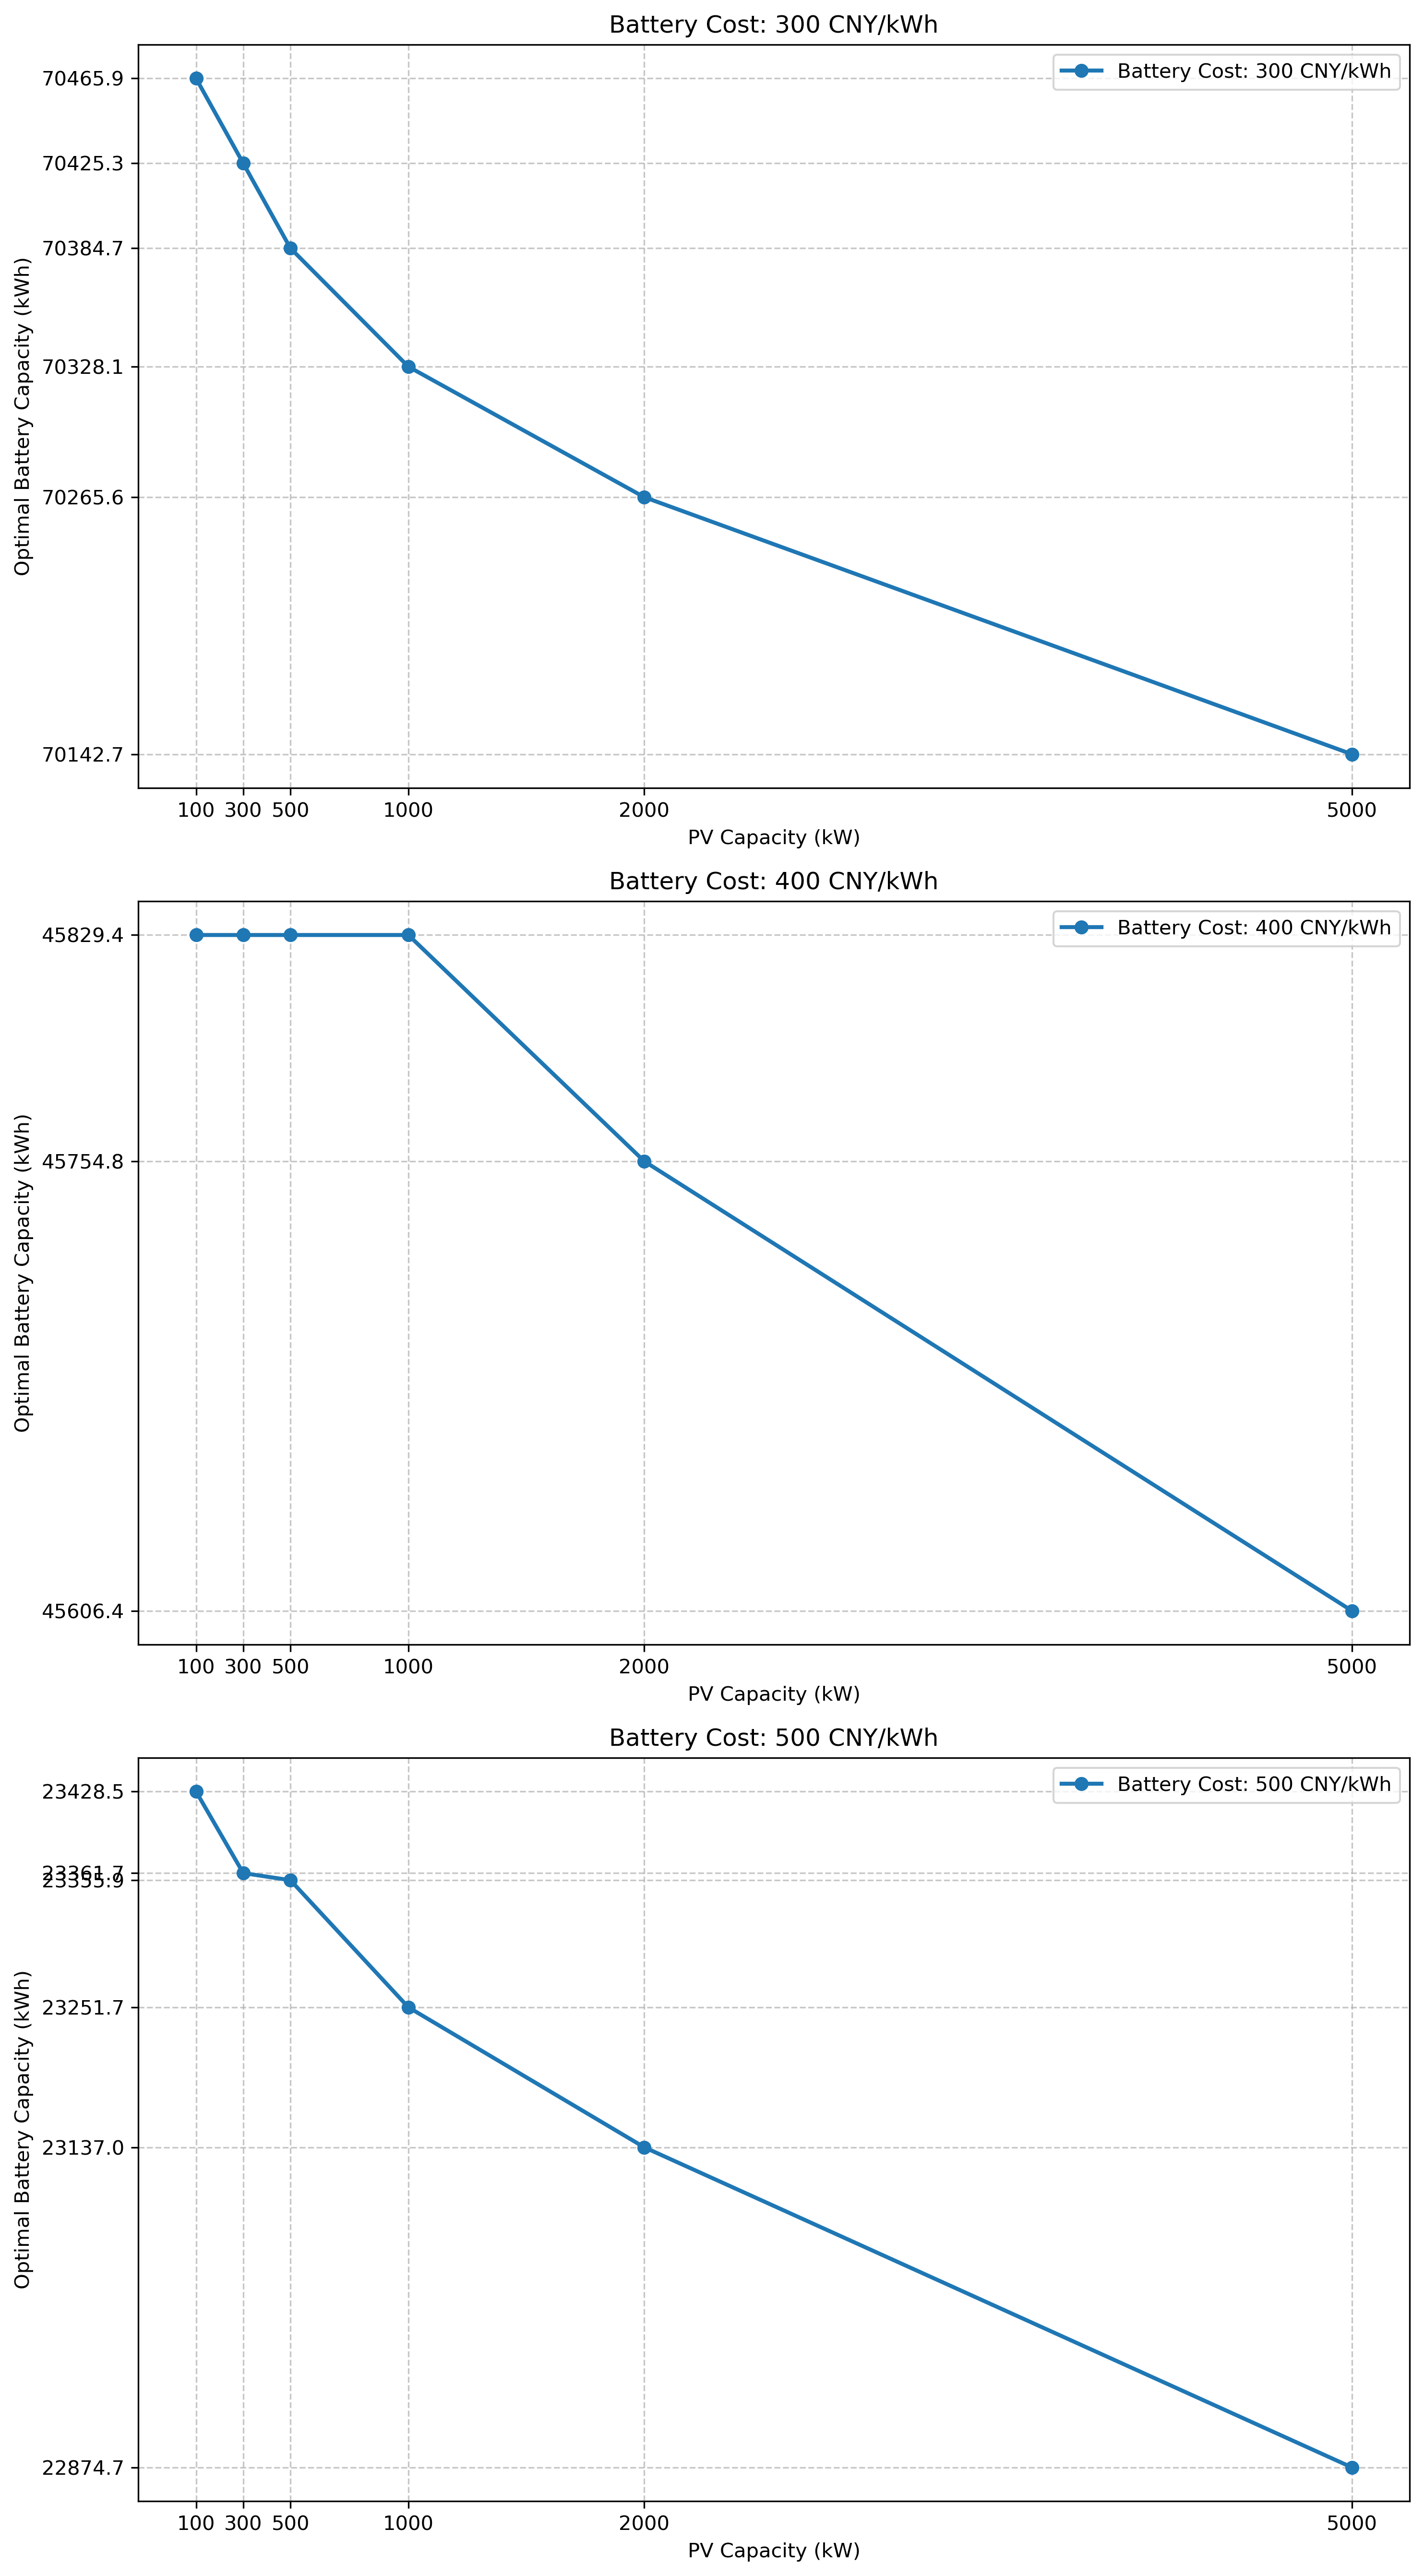 Battery Cost: 300 CNY/kWh
Battery Cost: 300 CNY/kWh
Optimal Battery Capacity (kWh)
70465.9
70425.3
70384.7
70328.1
70265.6
70142.7
100 300 500 1000 2000 5000
PV Capacity (kW)
Battery Cost: 400 CNY/kWh
Battery Cost: 400 CNY/kWh
Optimal Battery Capacity (kWh)
45829.4
45754.8
45606.4
100 300 500 1000 2000 5000
PV Capacity (kW)
Battery Cost: 500 CNY/kWh
Battery Cost: 500 CNY/kWh
Optimal Battery Capacity (kWh)
23428.5
23361.7
23355.9
23251.7
23137.0
22874.7
100 300 500 1000 2000 5000
PV Capacity (kW)